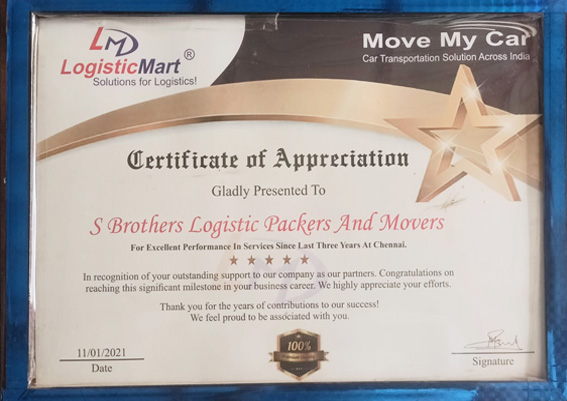 LM
LogisticMart®
Solutions for Logistics!
Move My Car
Car Transportation Solution Across India
Certificate of Appreciation
Gladly Presented To
S Brothers Logistic Packers And Movers
For Excellent Performance In Services Since Last Three Years At Chennai.
In recognition of your outstanding support to our company as our partners. Congratulations on
reaching this significant milestone in your business career. We highly appreciate your efforts.
Thank you for the years of contributions to our success!
We feel proud to be associated with you.
11/01/2021
Date
100%
Signature